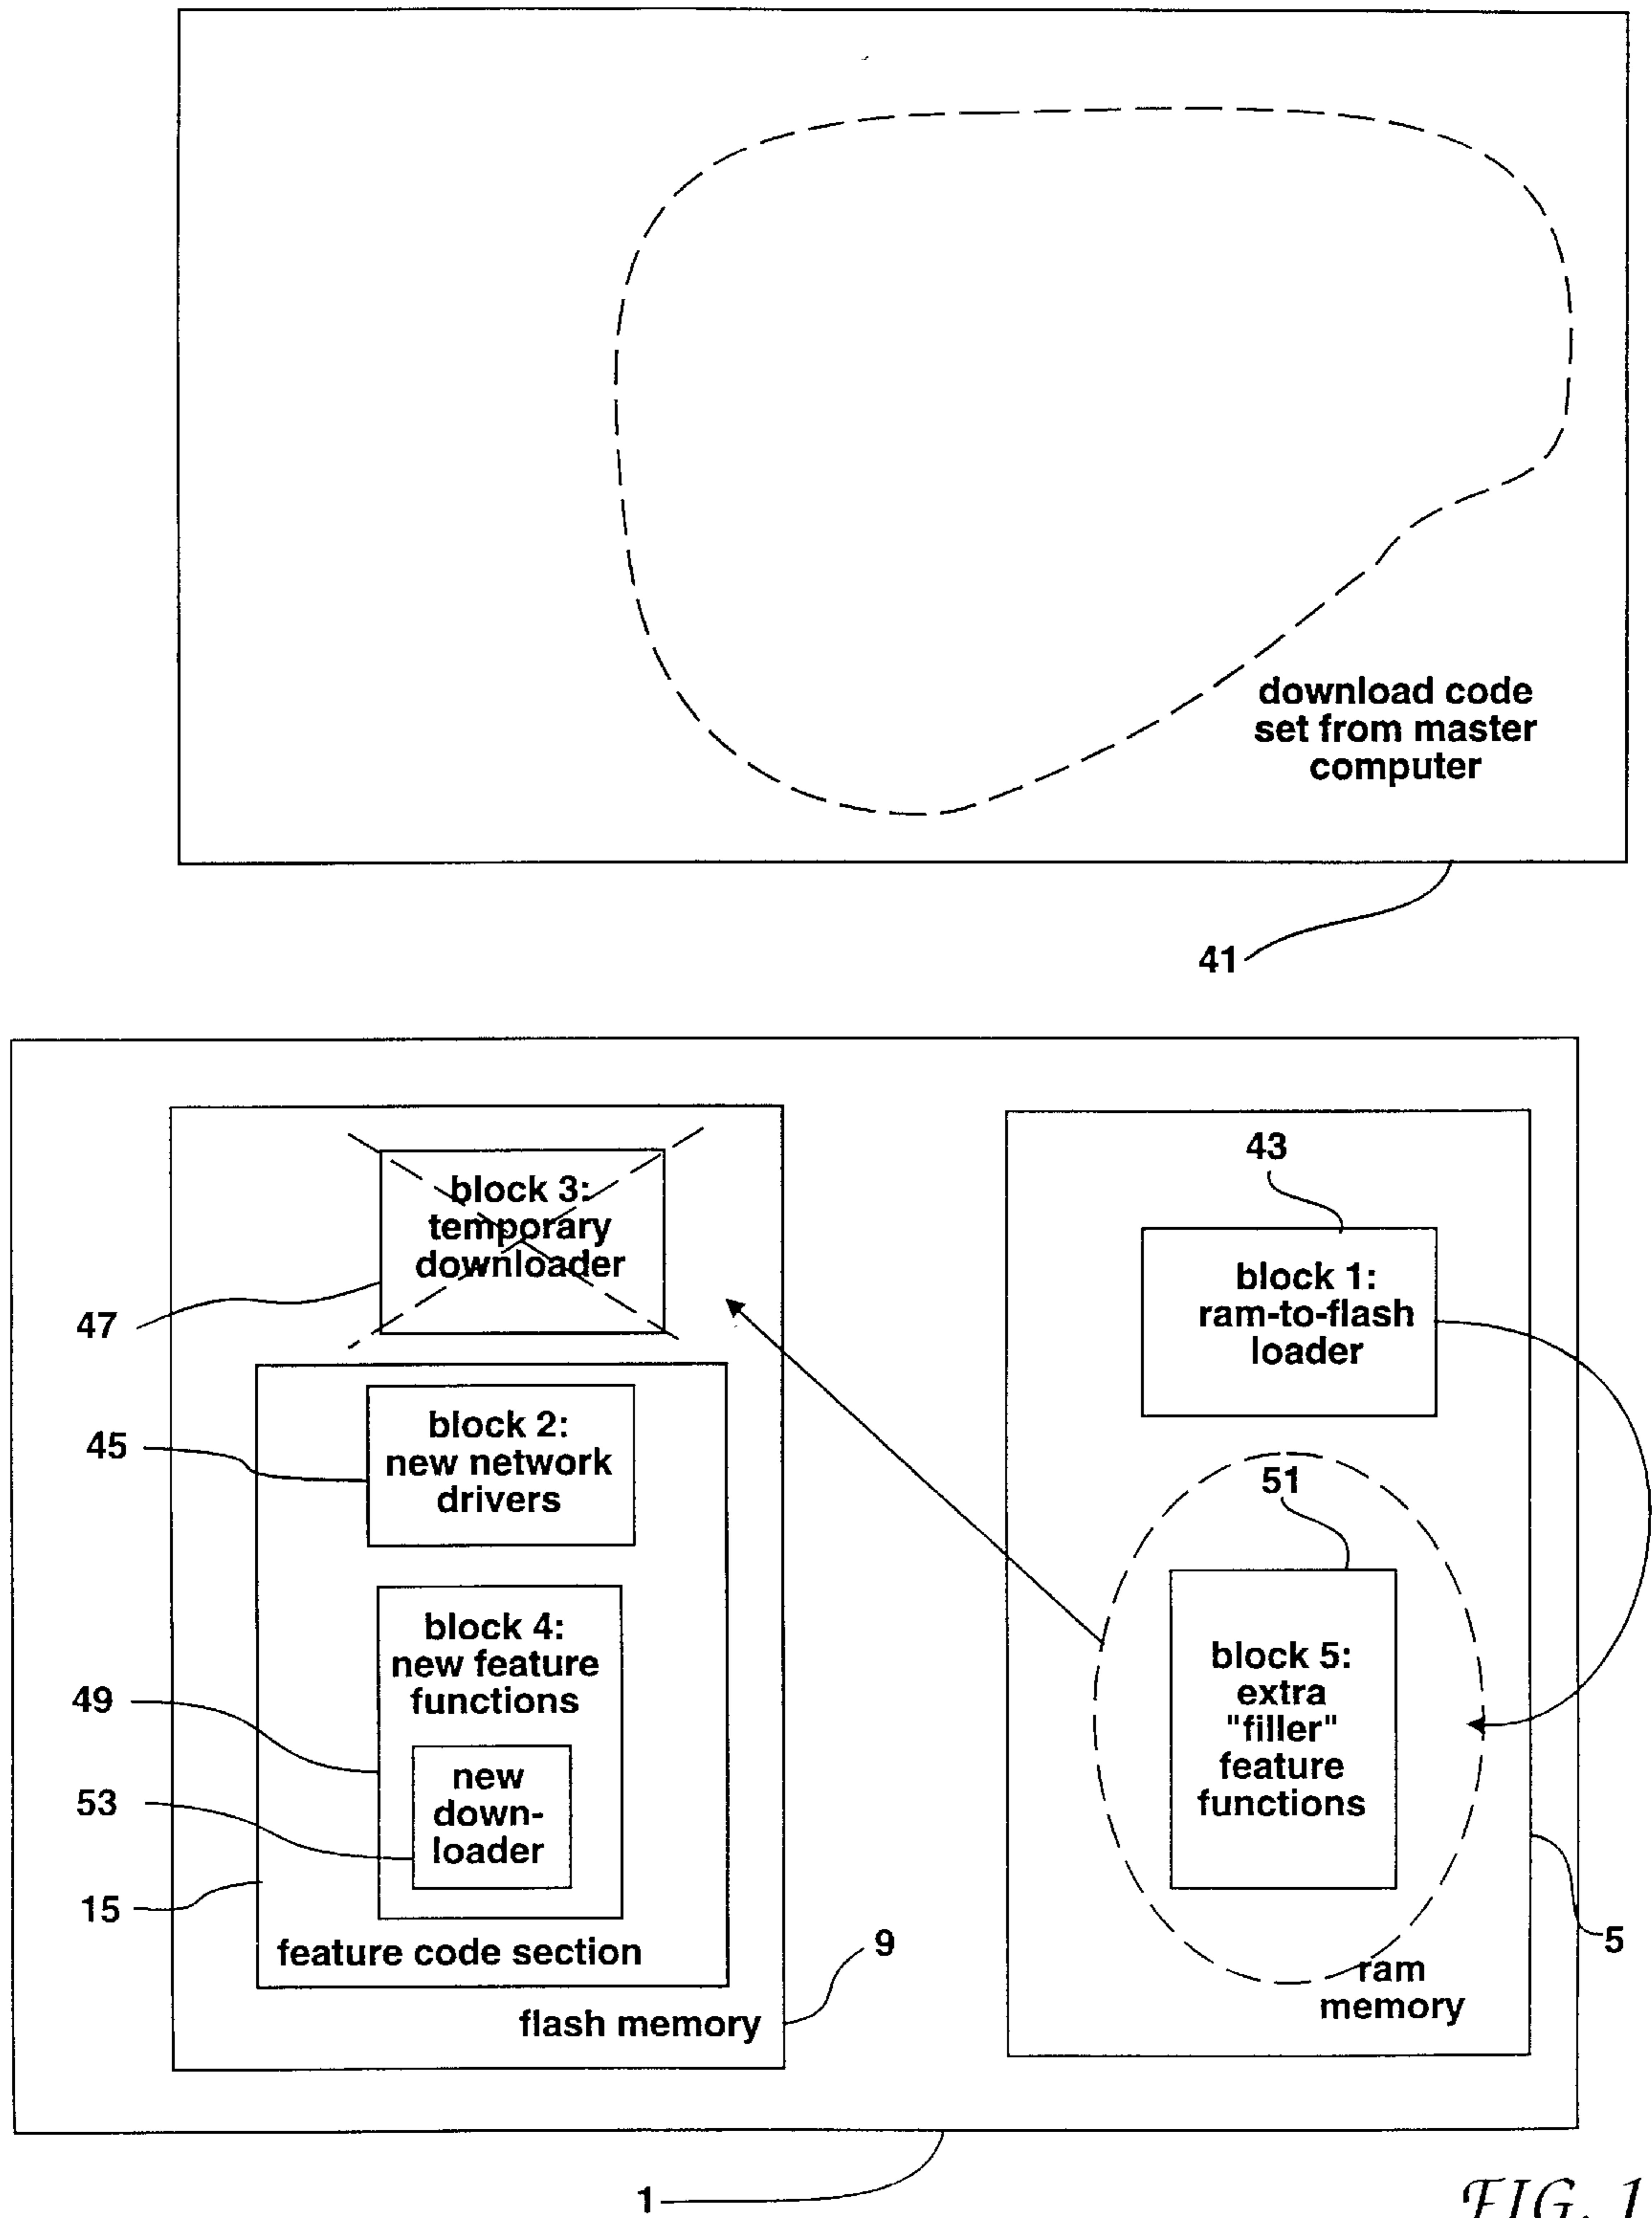 download code
set from master
computer
41
block 3:
temporary
downloader
47
block 2:
new network
drivers
45
block 4:
new feature
functions
49
new
down-
loader
53
15
feature code section
flash memory
9
43
block 1:
ram-to-flash
loader
51
block 5:
extra
"filler"
feature
functions
ram
memory
5
1
FIG. 1